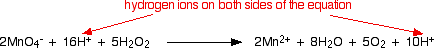 hydrogen ions on both sides of the equation
2MnO₄⁻ + 16H⁺ + 5H₂O₂ ⟶ 2Mn²⁺ + 8H₂O + 5O₂ + 10H⁺